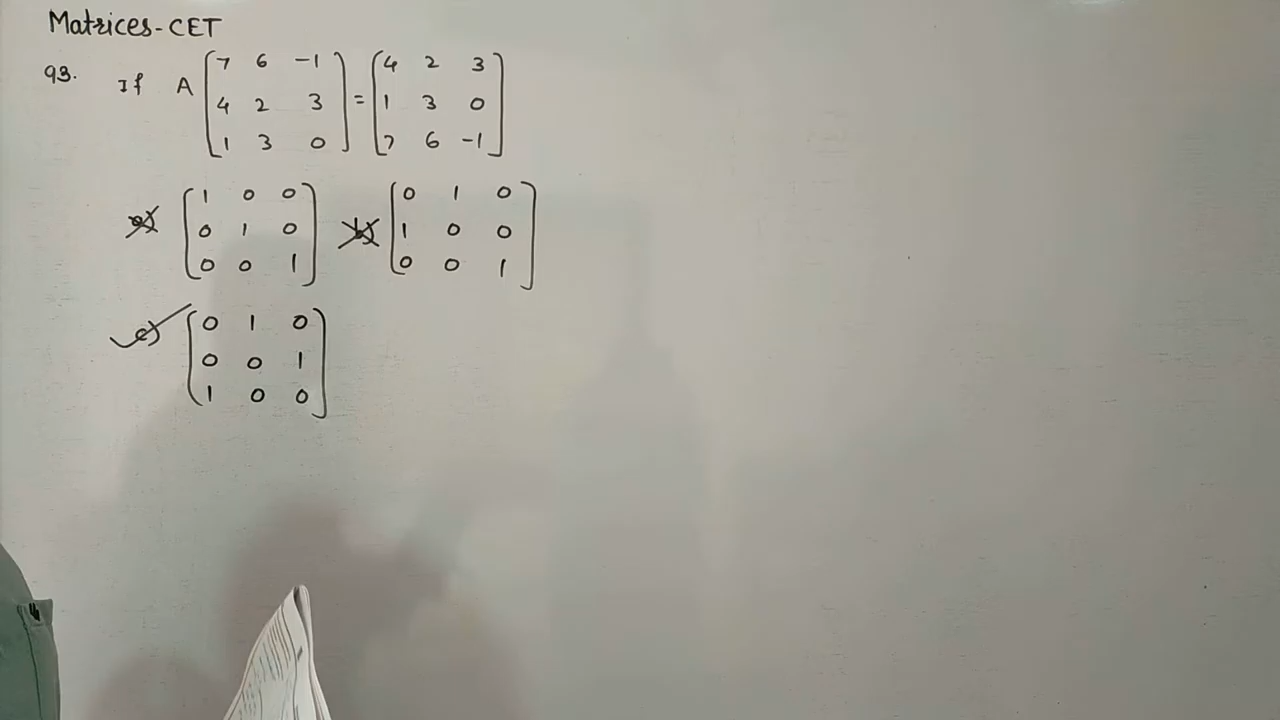 Matrices-CET
93. If A [7 6 -1 = [4 2 3
4 2 3 1 3 0
1 3 0] 7 6 -1]
a) [1 0 0 b) [0 1 0
0 1 0 1 0 0
0 0 1] 0 0 1]
c) [0 1 0
0 0 1
1 0 0]